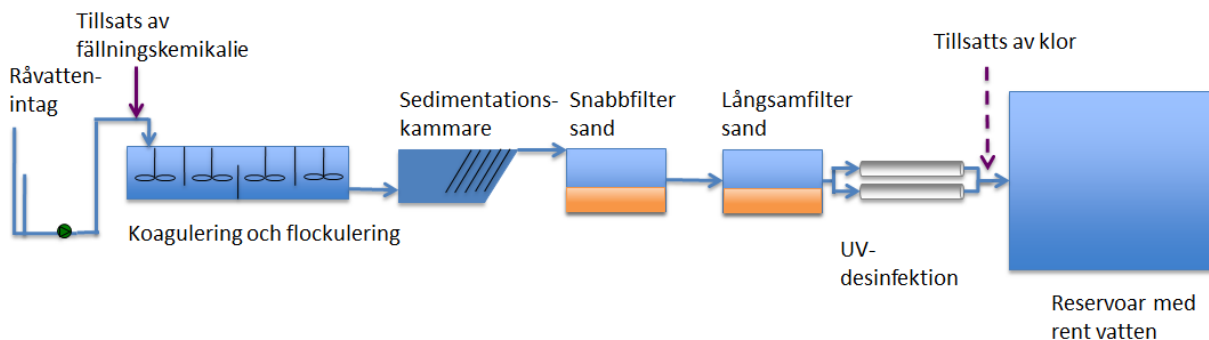 Råvatten-
intag
Tillsats av
fällningskemikalie
Koagulering och flockulering
Sedimentations-
kammare
Snabbfilter
sand
Långsamfilter
sand
UV-
desinfektion
Tillsatts av klor
Reservoar med
rent vatten